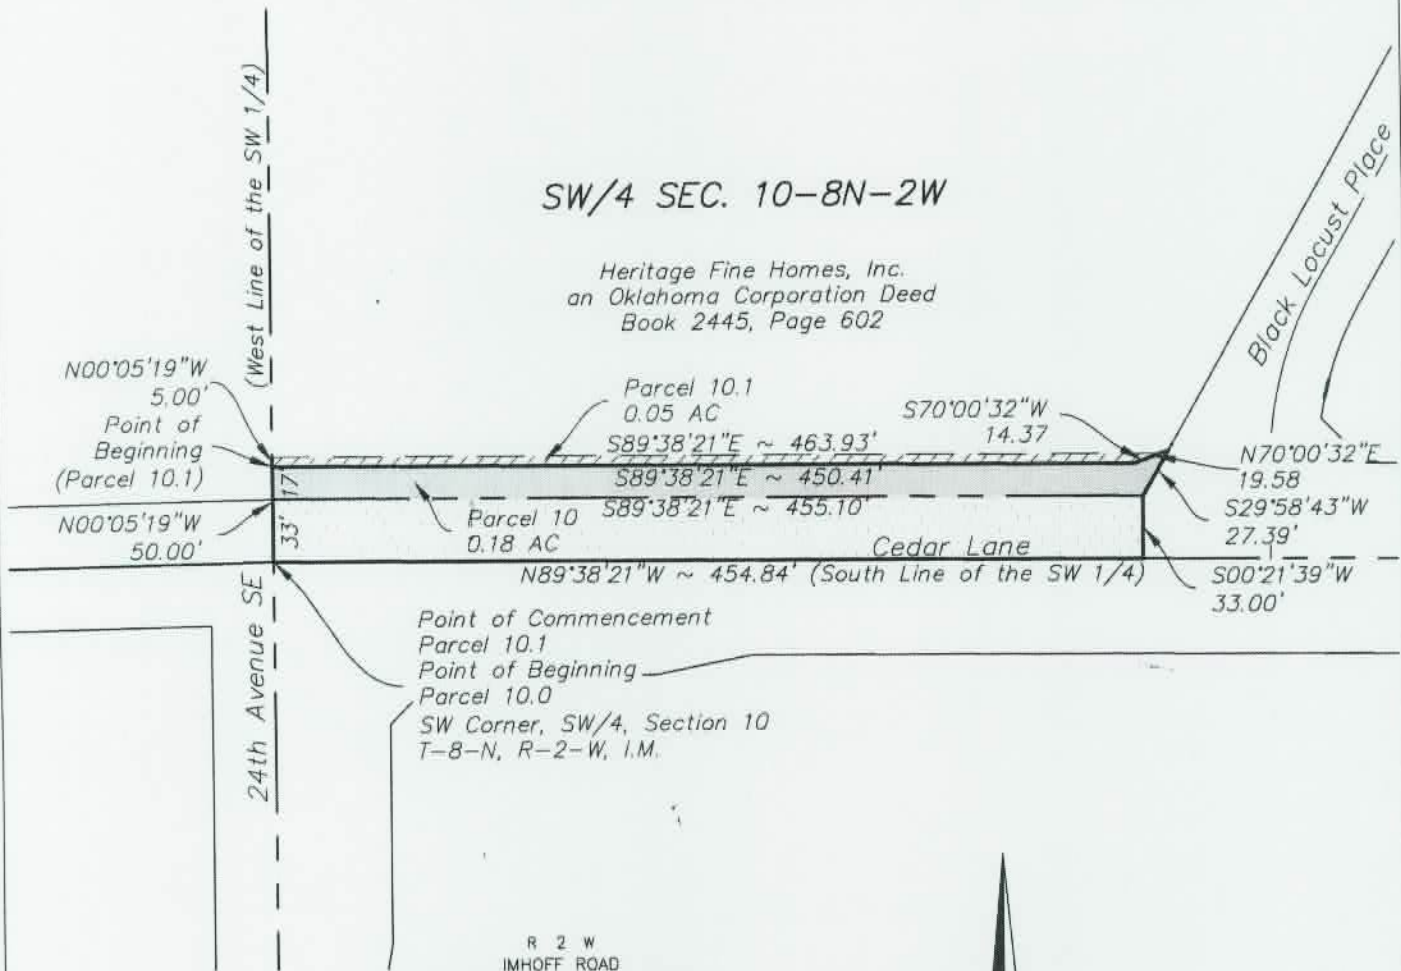 (West Line of the SW 1/4)
SW/4 SEC. 10-8N-2W
Heritage Fine Homes, Inc.
an Oklahoma Corporation Deed
Book 2445, Page 602
Black Locust Place
N00°05'19"W
5.00'
Point of
Beginning
(Parcel 10.1)
N00°05'19"W
50.00'
Parcel 10.1
0.05 AC
S89°38'21"E ~ 463.93'
S89°38'21"E ~ 450.41'
S89°38'21"E ~ 455.10'
S70°00'32"W
14.37
N70°00'32"E
19.58
S29°58'43"W
27.39'
S00°21'39"W
33.00'
17'
33'
Parcel 10
0.18 AC
Cedar Lane
N89°38'21"W ~ 454.84' (South Line of the SW 1/4)
24th Avenue SE
Point of Commencement
Parcel 10.1
Point of Beginning
Parcel 10.0
SW Corner, SW/4, Section 10
T-8-N, R-2-W, I.M.
R 2 W
IMHOFF ROAD